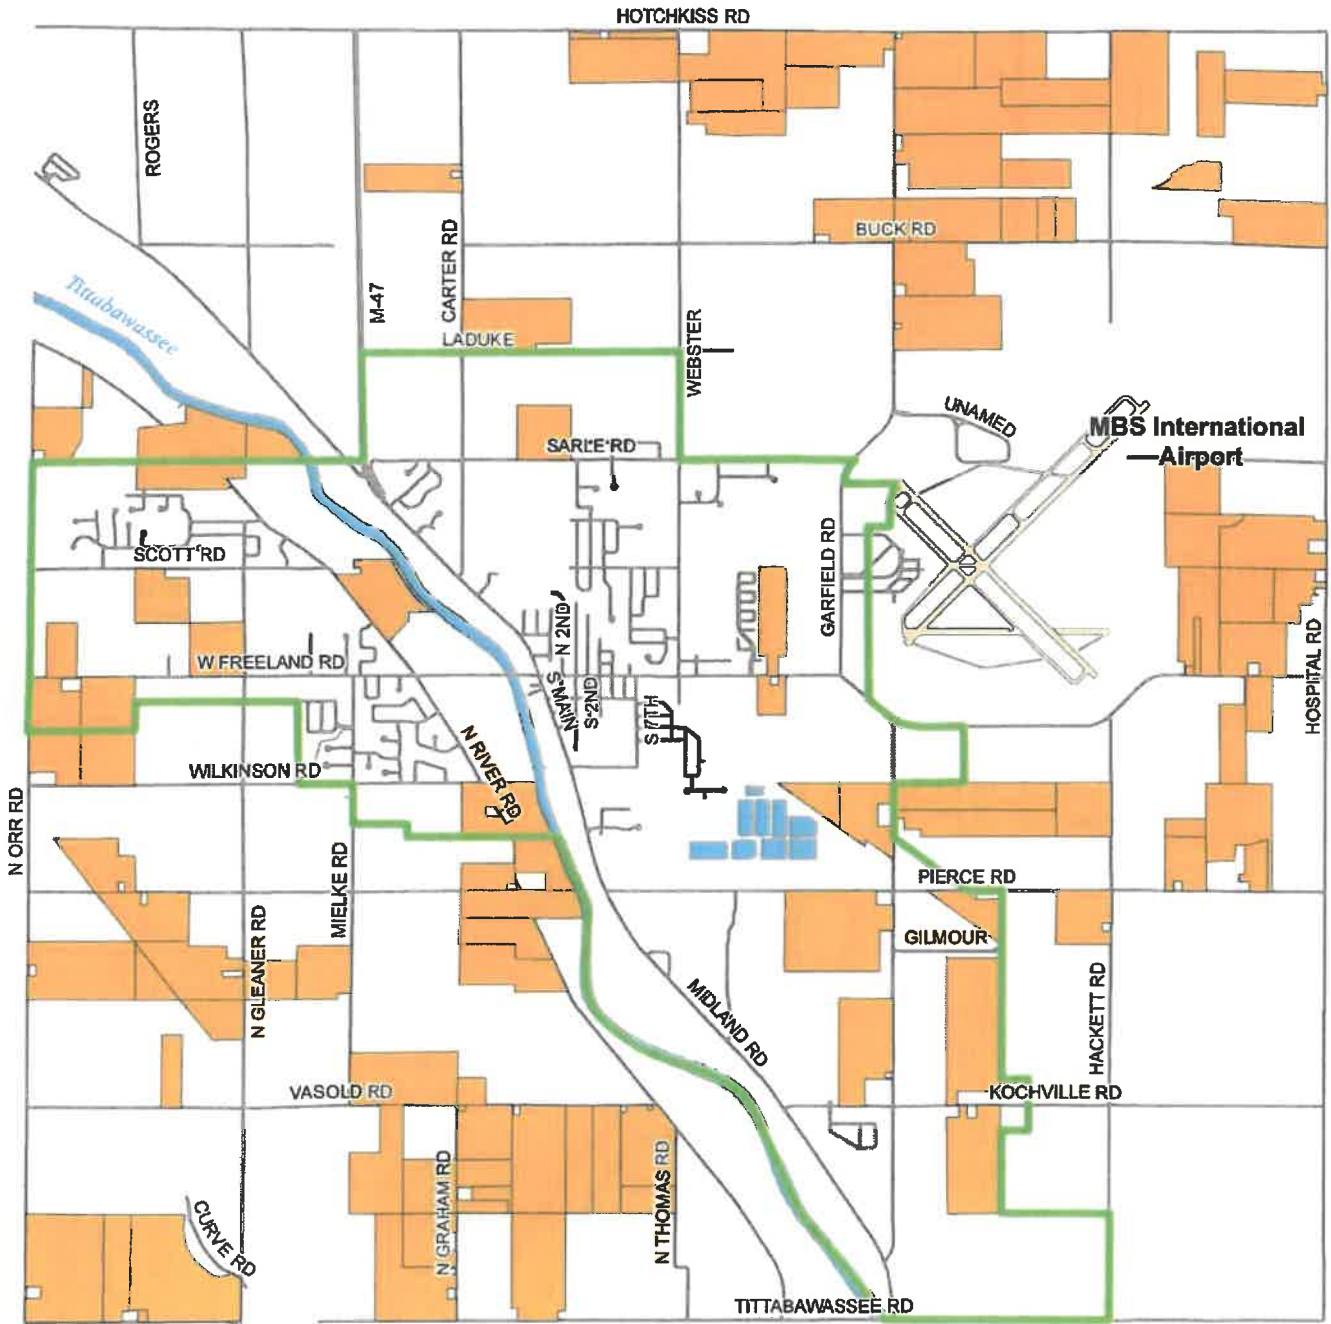 HOTCHKISS RD
ROGERS
BUCK RD
CARTER RD
M-47
Tittabawassee
LADUKE
WEBSTER
UNAMED
MBS International
Airport
SARLE RD
SCOTT RD
GARFIELD RD
N 2ND
W FREELAND RD
S MAIN
S 2ND
S 7TH
HOSPITAL RD
N RIVER RD
WILKINSON RD
N ORR RD
MIELKE RD
PIERCE RD
N GLEANER RD
GILMOUR
MIDLAND RD
HACKETT RD
VASOLD RD
KOCHVILLE RD
N GRAHAM RD
N THOMAS RD
CURVE RD
TITTABAWASSEE RD